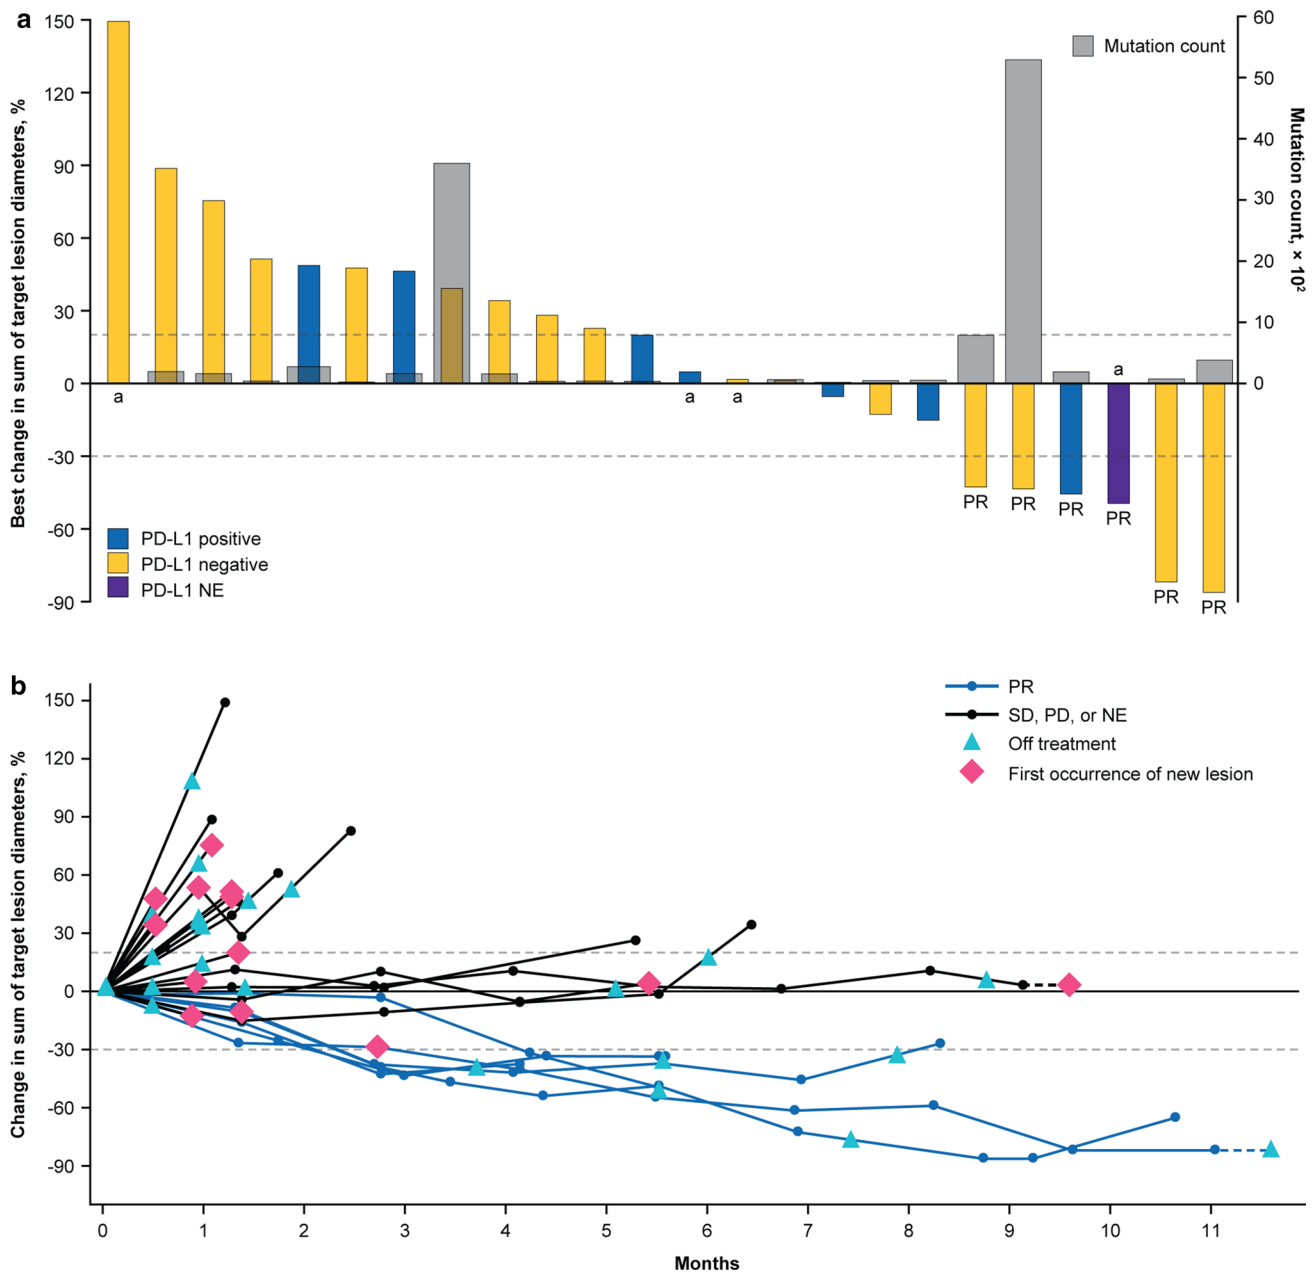 a
150
120
90
60
30
0
-30
-60
-90
Best change in sum of target lesion diameters, %
60
50
40
30
20
10
0
Mutation count, × 10²
Mutation count
a
a
a
a
PR
PR
PR
PR
PR
PR
PD-L1 positive
PD-L1 negative
PD-L1 NE
b
150
120
90
60
30
0
-30
-60
-90
Change in sum of target lesion diameters, %
PR
SD, PD, or NE
Off treatment
First occurrence of new lesion
0 1 2 3 4 5 6 7 8 9 10 11
Months